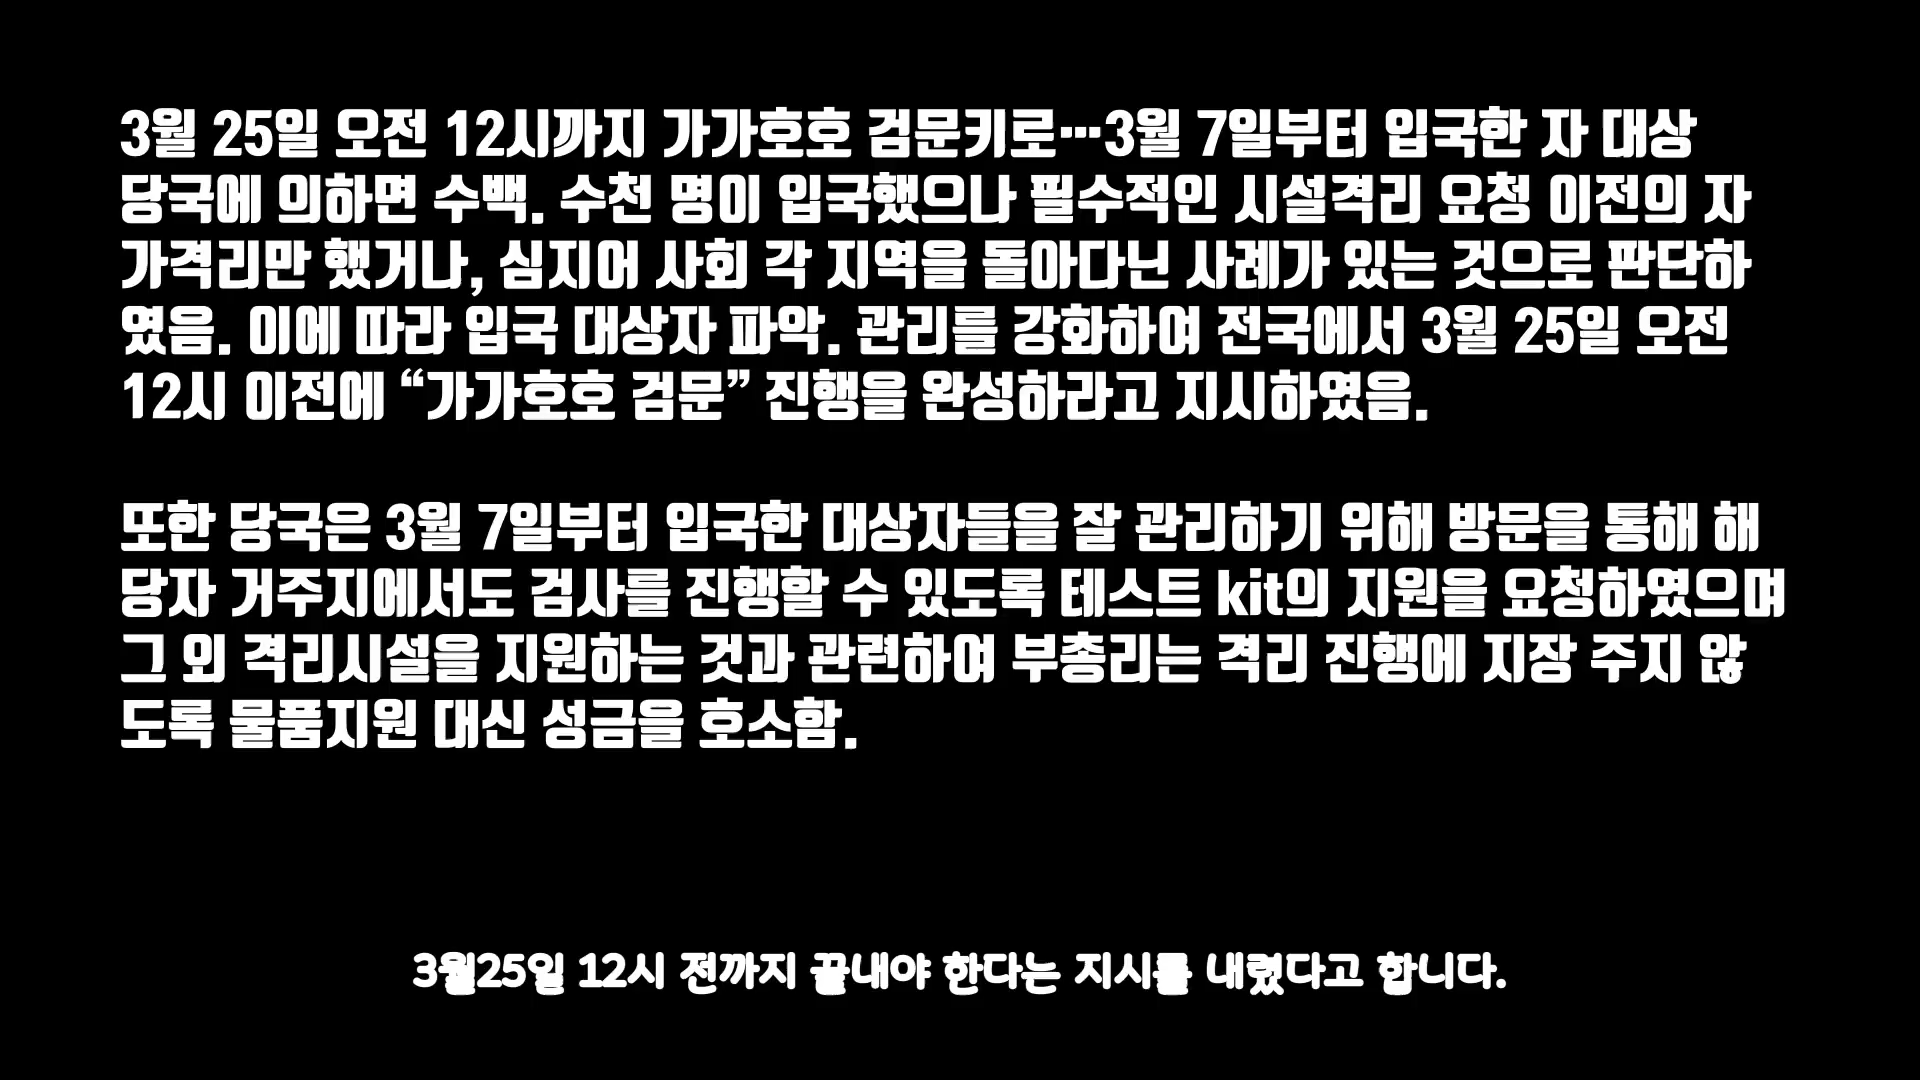 3월 25일 오전 12시까지 가가호호 검문키로…3월 7일부터 입국한 자 대상
당국에 의하면 수백. 수천 명이 입국했으나 필수적인 시설격리 요청 이전의 자
가격리만 했거나, 심지어 사회 각 지역을 돌아다닌 사례가 있는 것으로 판단하
였음. 이에 따라 입국 대상자 파악. 관리를 강화하여 전국에서 3월 25일 오전
12시 이전에 “가가호호 검문” 진행을 완성하라고 지시하였음.
또한 당국은 3월 7일부터 입국한 대상자들을 잘 관리하기 위해 방문을 통해 해
당자 거주지에서도 검사를 진행할 수 있도록 테스트 kit의 지원을 요청하였으며
그 외 격리시설을 지원하는 것과 관련하여 부총리는 격리 진행에 지장 주지 않
도록 물품지원 대신 성금을 호소함.
3월25일 12시 전까지 끝내야 한다는 지시를 내렸다고 합니다.